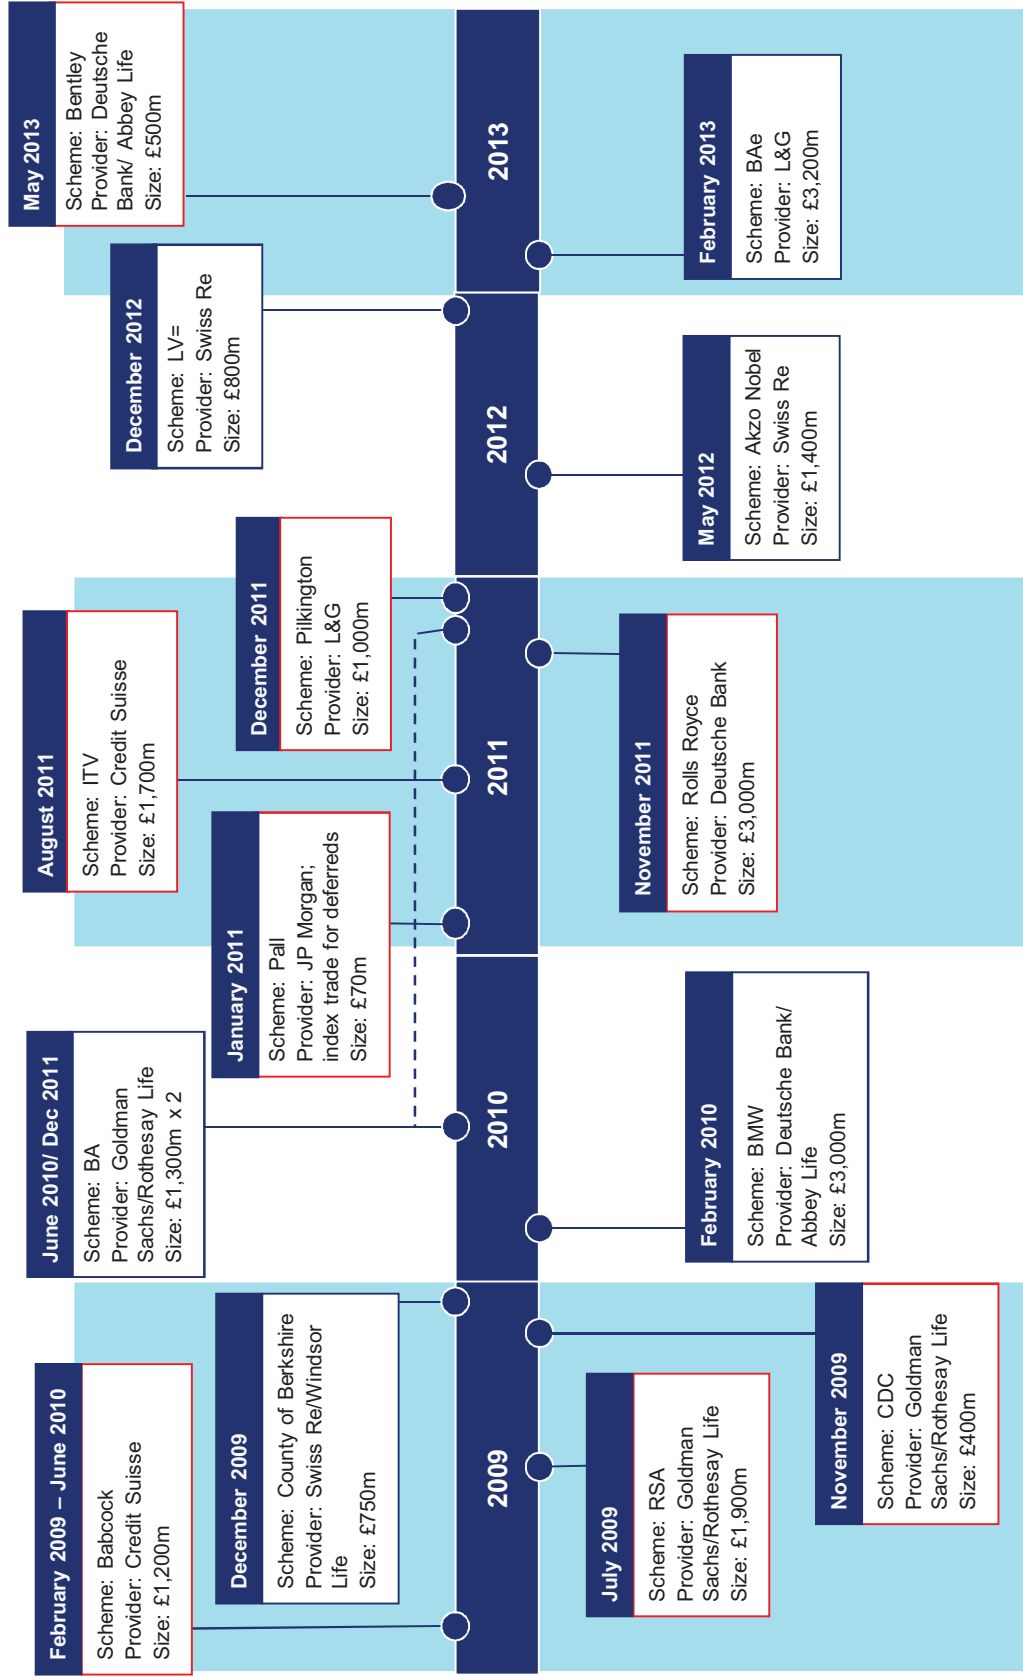 February 2009 – June 2010
Scheme: Babcock
Provider: Credit Suisse
Size: £1,200m
December 2009
Scheme: County of Berkshire
Provider: Swiss Re/Windsor
Life
Size: £750m
June 2010/ Dec 2011
Scheme: BA
Provider: Goldman
Sachs/Rothesay Life
Size: £1,300m x 2
January 2011
Scheme: Pall
Provider: JP Morgan;
index trade for deferreds
Size: £70m
August 2011
Scheme: ITV
Provider: Credit Suisse
Size: £1,700m
December 2011
Scheme: Pilkington
Provider: L&G
Size: £1,000m
December 2012
Scheme: LV=
Provider: Swiss Re
Size: £800m
May 2013
Scheme: Bentley
Provider: Deutsche
Bank/ Abbey Life
Size: £500m
2009
2010
2011
2012
2013
July 2009
Scheme: RSA
Provider: Goldman
Sachs/Rothesay Life
Size: £1,900m
November 2009
Scheme: CDC
Provider: Goldman
Sachs/Rothesay Life
Size: £400m
February 2010
Scheme: BMW
Provider: Deutsche Bank/
Abbey Life
Size: £3,000m
November 2011
Scheme: Rolls Royce
Provider: Deutsche Bank
Size: £3,000m
May 2012
Scheme: Akzo Nobel
Provider: Swiss Re
Size: £1,400m
February 2013
Scheme: BAe
Provider: L&G
Size: £3,200m